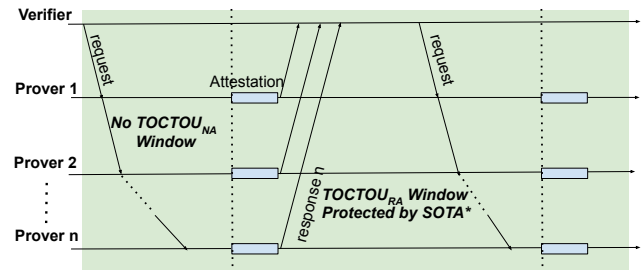 Verifier
request
request
Prover 1
Attestation
No TOCTOU_NA
Window
Prover 2
response n
TOCTOU_RA Window
Protected by SOTA*
Prover n